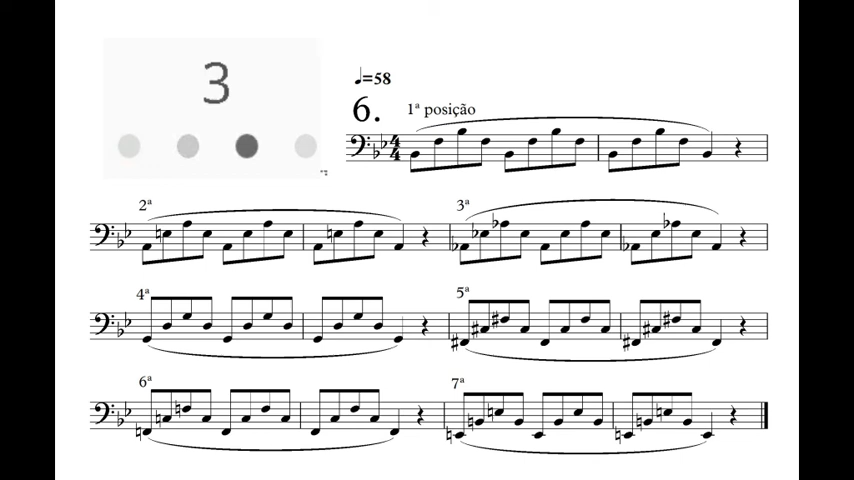 3
♩=58
6.
1ª posição
2ª
3ª
4ª
5ª
6ª
7ª